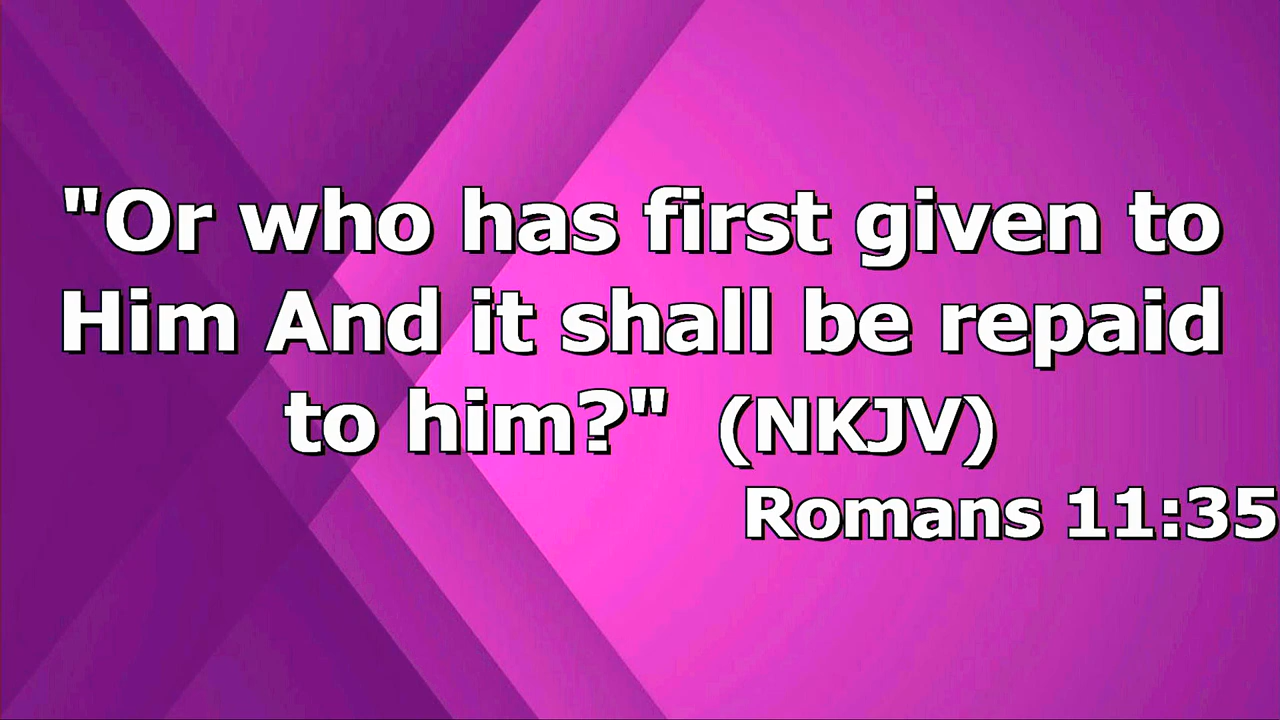 "Or who has first given to
Him And it shall be repaid
to him?" (NKJV)
Romans 11:35